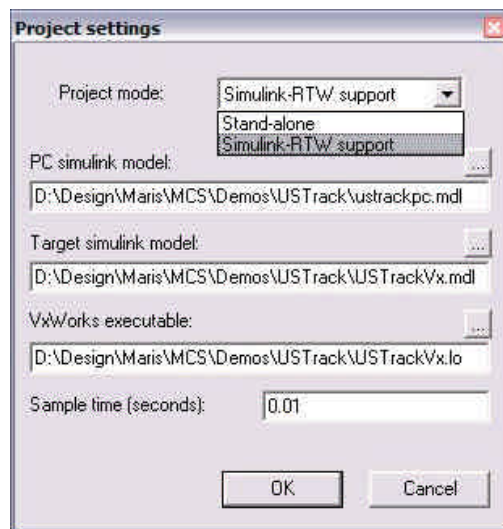 Project settings
Project mode: Simulink-RTW support
Stand-alone
Simulink-RTW support
PC simulink model: ...
D:\Design\Maris\MCS\Demos\USTrack\ustrackpc.mdl
Target simulink model: ...
D:\Design\Maris\MCS\Demos\USTrack\USTrackVx.mdl
VxWorks executable: ...
D:\Design\Maris\MCS\Demos\USTrack\USTrackVx.lo
Sample time (seconds): 0.01
OK Cancel